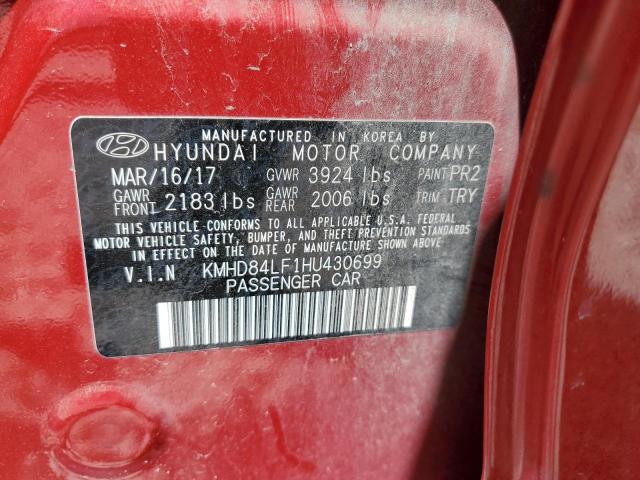 MANUFACTURED IN KOREA BY
HYUNDAI MOTOR COMPANY
MAR/16/17 GVWR 3924 lbs PAINT PR2
GAWR FRONT 2183 lbs GAWR REAR 2006 lbs TRIM TRY
THIS VEHICLE CONFORMS TO ALL APPLICABLE U.S.A. FEDERAL
MOTOR VEHICLE SAFETY, BUMPER, AND THEFT PREVENTION STANDARDS
IN EFFECT ON THE DATE OF MANUFACTURE SHOWN ABOVE.
V.I.N KMHD84LF1HU430699
PASSENGER CAR